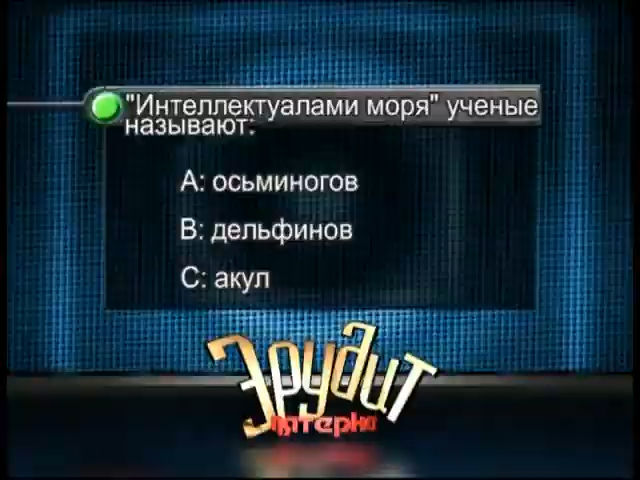 "Интеллектуалами моря" ученые
называют:
А: осьминогов
В: дельфинов
С: акул
Эрудит